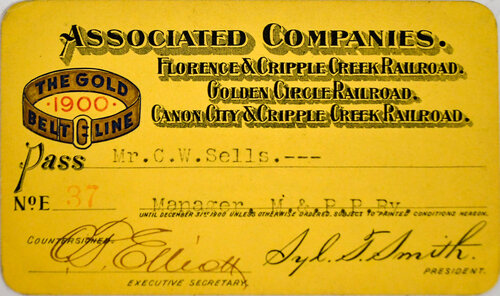 ASSOCIATED COMPANIES.
FLORENCE & CRIPPLE CREEK RAILROAD.
GOLDEN CIRCLE RAILROAD.
CANON CITY & CRIPPLE CREEK RAILROAD.
THE GOLD
·1900·
BELT LINE
Pass Mr.C.W.Sells.---
No E 37 Manager, M & P P Ry
UNTIL DECEMBER 31ST 1900 UNLESS OTHERWISE ORDERED. SUBJECT TO PRINTED CONDITIONS HEREON.
COUNTERSIGNED
C Elliott
EXECUTIVE SECRETARY.
Syl. T. Smith.
PRESIDENT.